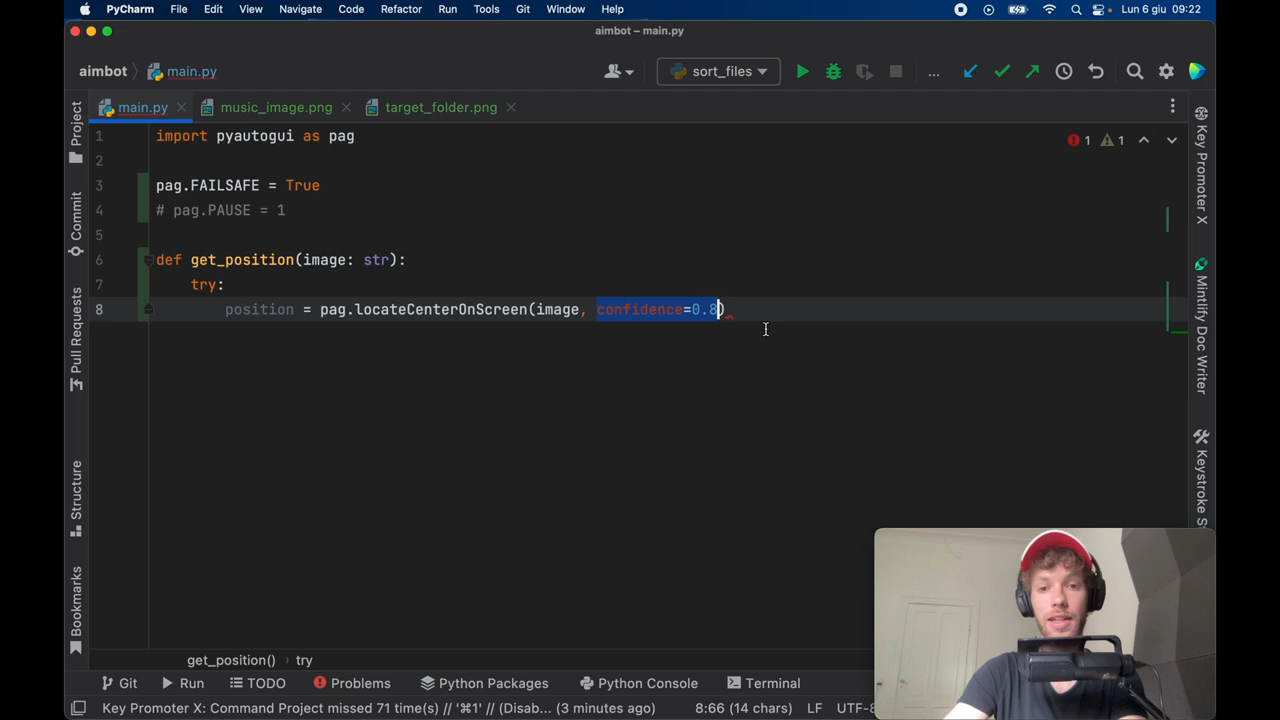 PyCharm File Edit View Navigate Code Refactor Run Tools Git Window Help Lun 6 giu 09:22
aimbot – main.py
aimbot main.py sort_files ...
main.py music_image.png target_folder.png
1 import pyautogui as pag 1 1
2
3 pag.FAILSAFE = True
4 # pag.PAUSE = 1
5
6 def get_position(image: str):
7 try:
8 position = pag.locateCenterOnScreen(image, confidence=0.8)
Project
Commit
Pull Requests
Structure
Bookmarks
Key Promoter X
Mintlify Doc Writer
get_position() try
Git Run TODO Problems Python Packages Python Console Terminal
Key Promoter X: Command Project missed 71 time(s) // '⌘1' // (Disab... (3 minutes ago) 8:66 (14 chars) LF